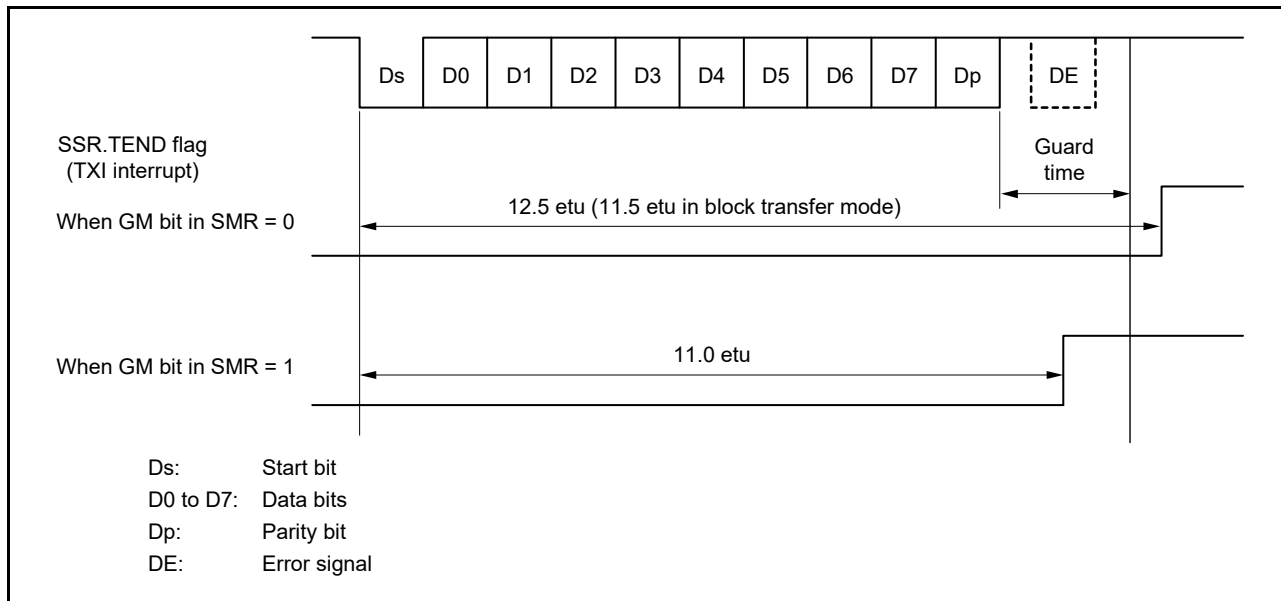 Ds D0 D1 D2 D3 D4 D5 D6 D7 Dp DE
SSR.TEND flag
(TXI interrupt)
Guard
time
When GM bit in SMR = 0
12.5 etu (11.5 etu in block transfer mode)
When GM bit in SMR = 1
11.0 etu
Ds: Start bit
D0 to D7: Data bits
Dp: Parity bit
DE: Error signal